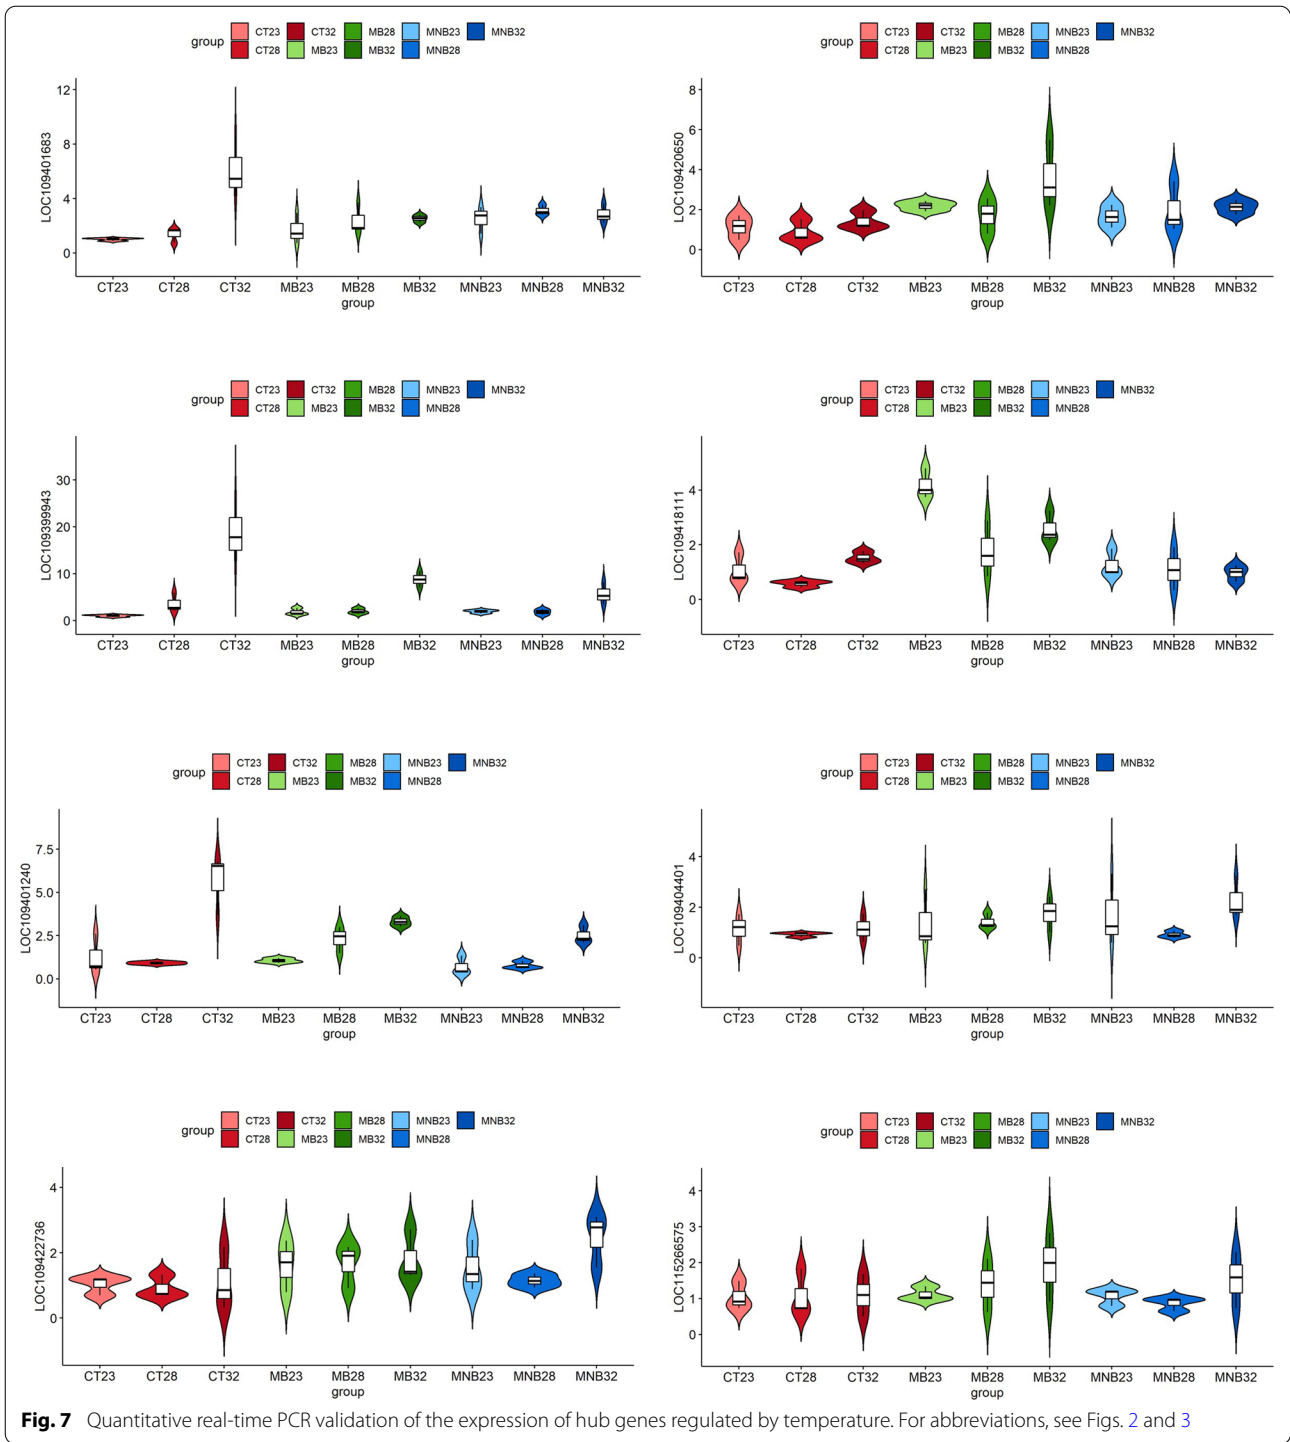 group CT23 CT32 MB28 MNB23 MNB32
CT28 MB23 MB32 MNB28
LOC109401683
12
8
4
0
CT23 CT28 CT32 MB23 MB28 MB32 MNB23 MNB28 MNB32
group
group CT23 CT32 MB28 MNB23 MNB32
CT28 MB23 MB32 MNB28
LOC109420650
8
6
4
2
0
CT23 CT28 CT32 MB23 MB28 MB32 MNB23 MNB28 MNB32
group
group CT23 CT32 MB28 MNB23 MNB32
CT28 MB23 MB32 MNB28
LOC109399943
30
20
10
0
CT23 CT28 CT32 MB23 MB28 MB32 MNB23 MNB28 MNB32
group
group CT23 CT32 MB28 MNB23 MNB32
CT28 MB23 MB32 MNB28
LOC109418111
4
2
0
CT23 CT28 CT32 MB23 MB28 MB32 MNB23 MNB28 MNB32
group
group CT23 CT32 MB28 MNB23 MNB32
CT28 MB23 MB32 MNB28
LOC109401240
7.5
5.0
2.5
0.0
CT23 CT28 CT32 MB23 MB28 MB32 MNB23 MNB28 MNB32
group
group CT23 CT32 MB28 MNB23 MNB32
CT28 MB23 MB32 MNB28
LOC109404401
4
2
0
CT23 CT28 CT32 MB23 MB28 MB32 MNB23 MNB28 MNB32
group
group CT23 CT32 MB28 MNB23 MNB32
CT28 MB23 MB32 MNB28
LOC109422736
4
2
0
CT23 CT28 CT32 MB23 MB28 MB32 MNB23 MNB28 MNB32
group
group CT23 CT32 MB28 MNB23 MNB32
CT28 MB23 MB32 MNB28
LOC115266575
4
3
2
1
0
CT23 CT28 CT32 MB23 MB28 MB32 MNB23 MNB28 MNB32
group
Fig. 7 Quantitative real-time PCR validation of the expression of hub genes regulated by temperature. For abbreviations, see Figs. 2 and 3